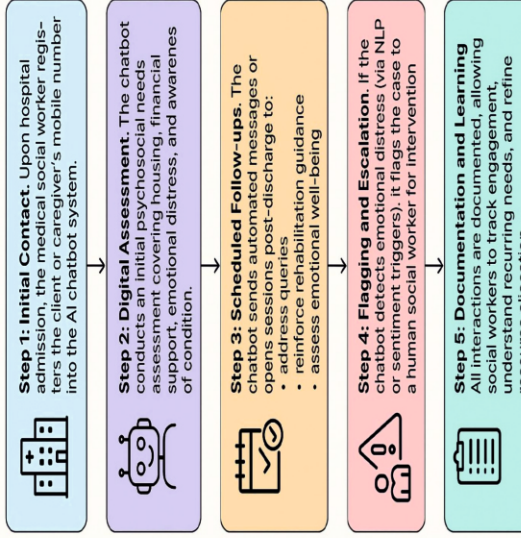 Step 1: Initial Contact. Upon hospital
admission, the medical social worker regis-
ters the client or caregiver's mobile number
into the AI chatbot system.
Step 2: Digital Assessment. The chatbot
conducts an initial psychosocial needs
assessment covering housing, financial
support, emotional distress, and awarenes
of condition.
Step 3: Scheduled Follow-ups. The
chatbot sends automated messages or
opens sessions post-discharge to:
• address queries
• reinforce rehabilitation guidance
• assess emotional well-being
Step 4: Flagging and Escalation. If the
chatbot detects emotional distress (via NLP
or sentiment triggers). it flags the case to
a human social worker for intervention
Step 5: Documentation and Learning
All interactions are documented, allowing
social workers to track engagement,
understand recurring needs, and refine